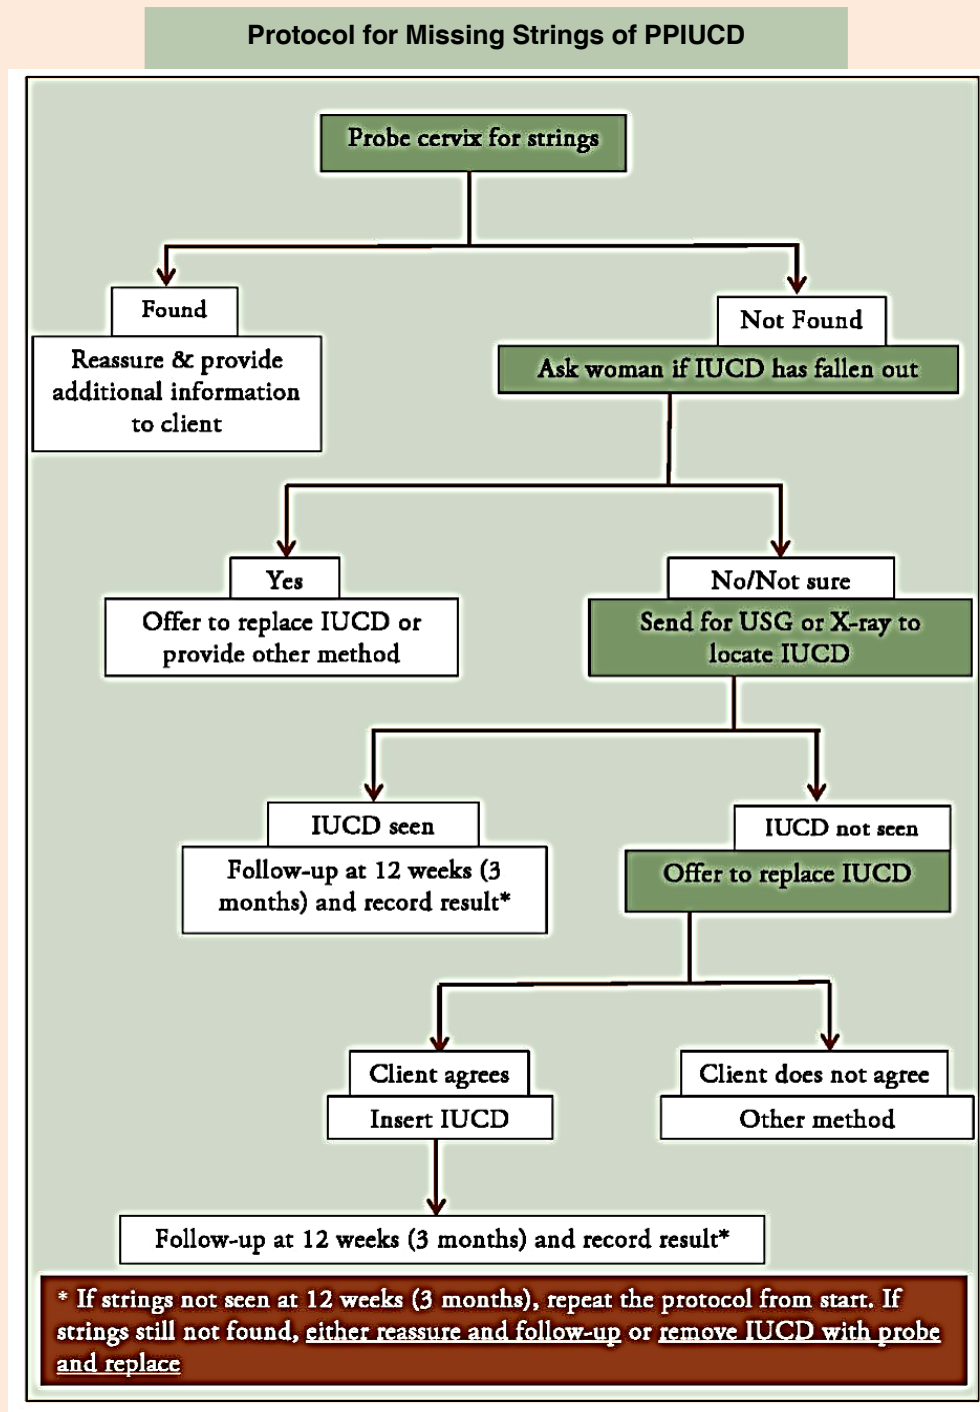 Protocol for Missing Strings of PPIUCD
Probe cervix for strings
Found
Reassure & provide
additional information
to client
Not Found
Ask woman if IUCD has fallen out
Yes
Offer to replace IUCD or
provide other method
No/Not sure
Send for USG or X-ray to
locate IUCD
IUCD seen
Follow-up at 12 weeks (3
months) and record result*
IUCD not seen
Offer to replace IUCD
Client agrees
Insert IUCD
Client does not agree
Other method
Follow-up at 12 weeks (3 months) and record result*
* If strings not seen at 12 weeks (3 months), repeat the protocol from start. If
strings still not found, either reassure and follow-up or remove IUCD with probe
and replace